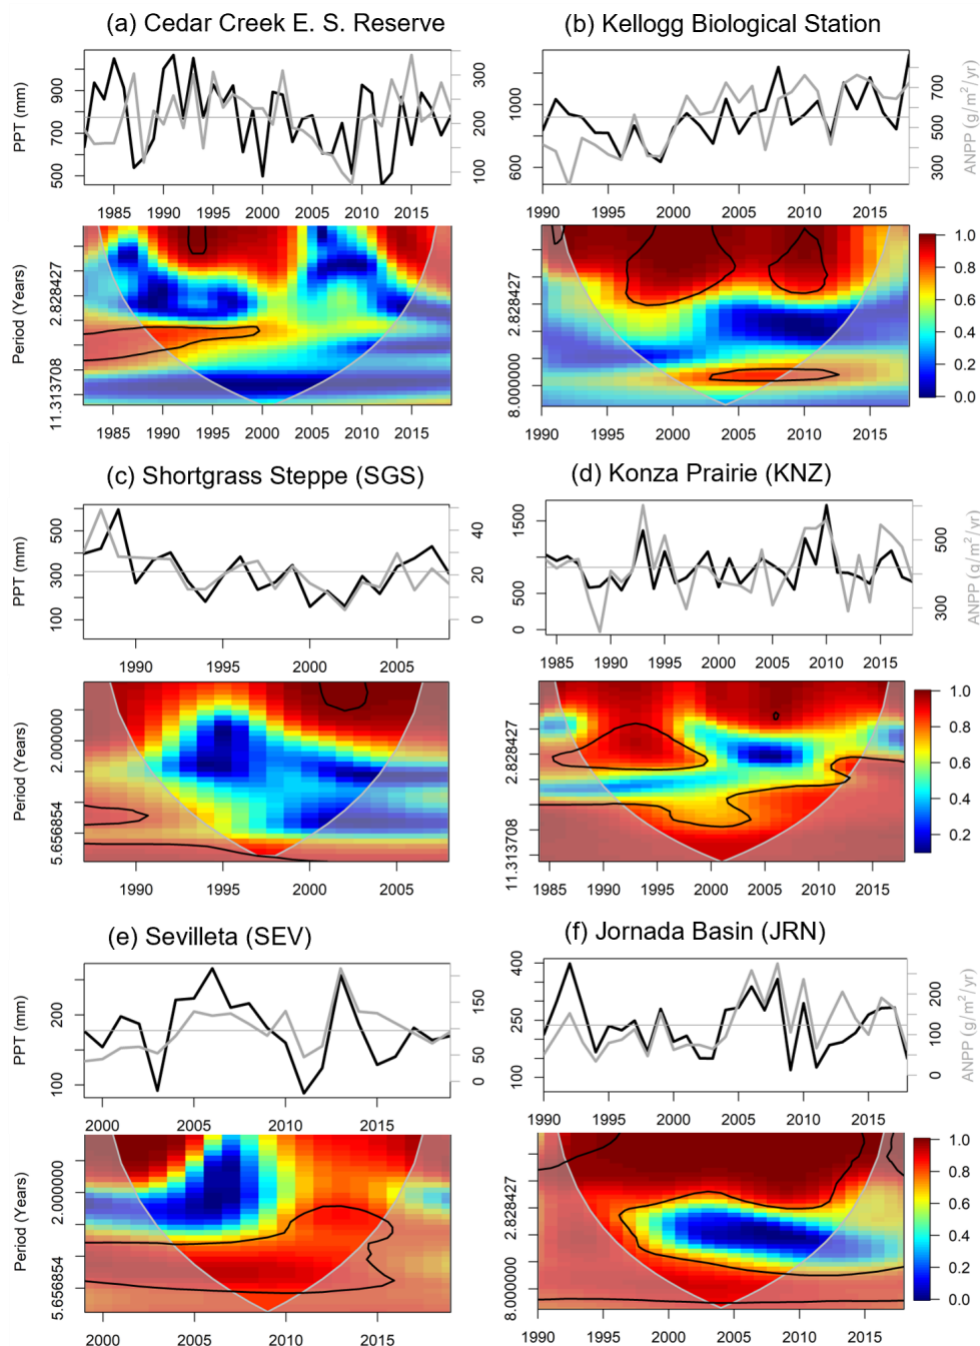 (a) Cedar Creek E. S. Reserve
(b) Kellogg Biological Station
PPT (mm)
500 700 900
100 200 300
1985 1990 1995 2000 2005 2010 2015
600 1000
300 500 700
ANPP (g/m²/yr)
1990 1995 2000 2005 2010 2015
Period (Years)
2.828427
11.313708
1985 1990 1995 2000 2005 2010 2015
2.828427
8.000000
1990 1995 2000 2005 2010 2015
1.0
0.8
0.6
0.4
0.2
0.0
(c) Shortgrass Steppe (SGS)
(d) Konza Prairie (KNZ)
PPT (mm)
100 300 500
0 20 40
1990 1995 2000 2005
0 500 1500
300 500
ANPP (g/m²/yr)
1985 1990 1995 2000 2005 2010 2015
Period (Years)
2.000000
5.656854
1990 1995 2000 2005
2.828427
11.313708
1985 1990 1995 2000 2005 2010 2015
1.0
0.8
0.6
0.4
0.2
(e) Sevilleta (SEV)
(f) Jornada Basin (JRN)
PPT (mm)
100 200
0 50 150
2000 2005 2010 2015
100 250 400
0 100 200
ANPP (g/m²/yr)
1990 1995 2000 2005 2010 2015
Period (Years)
2.000000
5.656854
2000 2005 2010 2015
2.828427
8.000000
1990 1995 2000 2005 2010 2015
1.0
0.8
0.6
0.4
0.2
0.0